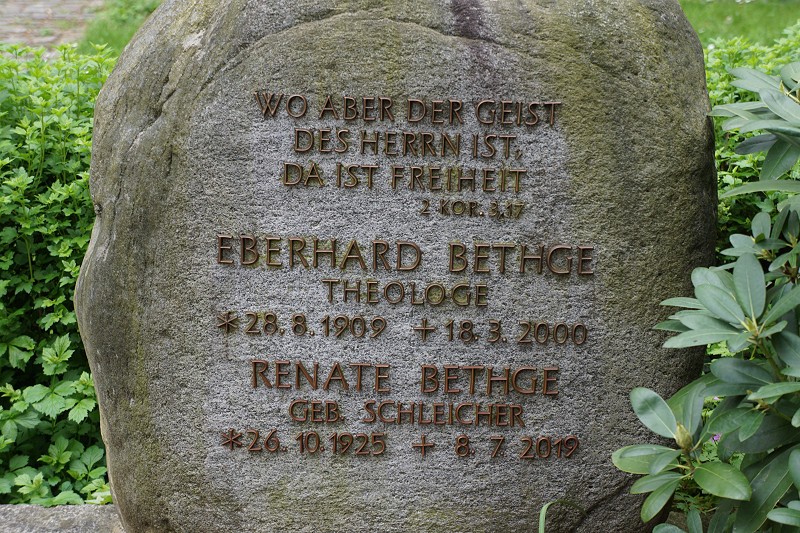 WO ABER DER GEIST
DES HERRN IST,
DA IST FREIHEIT
2 KOR. 3,17
EBERHARD BETHGE
THEOLOGE
* 28. 8. 1909 + 18. 3. 2000
RENATE BETHGE
GEB. SCHLEICHER
* 26. 10. 1925 + 8. 7 2019